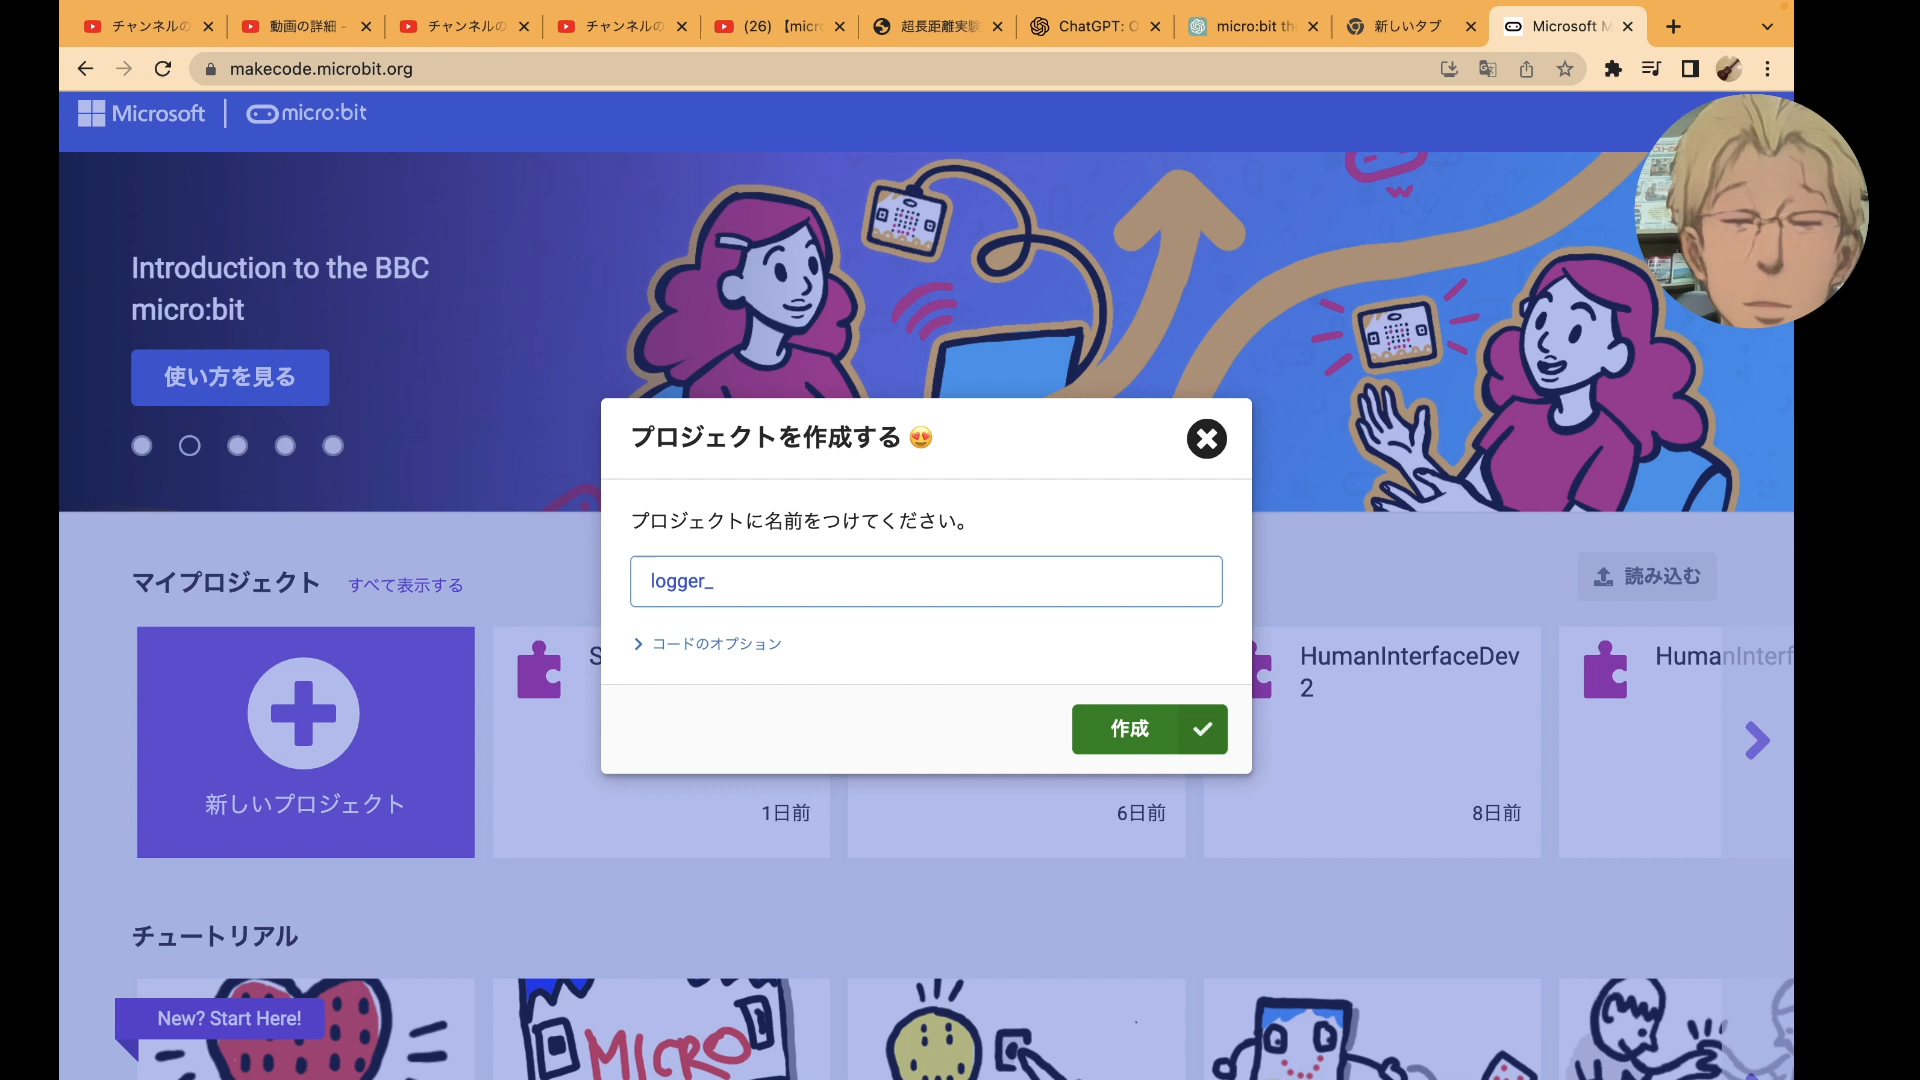 チャンネルの
動画の詳細 -
チャンネルの
チャンネルの
(26) 【micr
超長距離実験
ChatGPT: O
micro:bit the
新しいタブ
Microsoft M
makecode.microbit.org
Microsoft
micro:bit
Introduction to the BBC
micro:bit
使い方を見る
プロジェクトを作成する 😍
プロジェクトに名前をつけてください。
logger_
コードのオプション
作成
マイプロジェクト
すべて表示する
読み込む
新しいプロジェクト
S
1日前
6日前
HumanInterfaceDev
2
8日前
HumanInterf
チュートリアル
New? Start Here!
MICRO